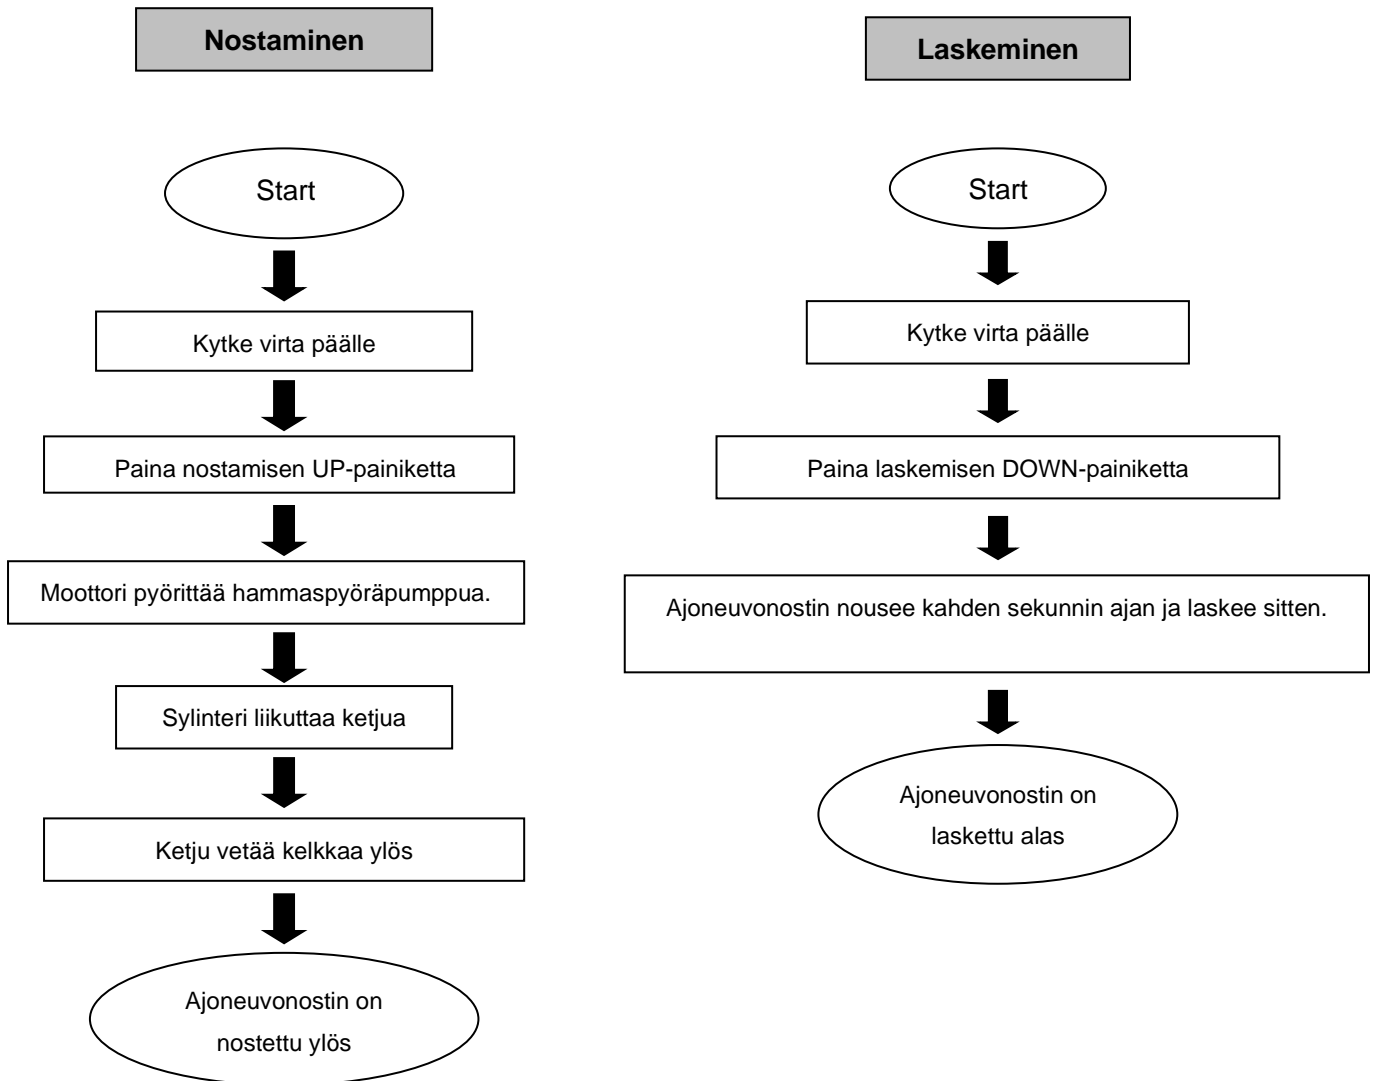 Nostaminen
Start
Kytke virta päälle
Paina nostamisen UP-painiketta
Moottori pyörittää hammaspyöräpumppua.
Sylinteri liikuttaa ketjua
Ketju vetää kelkkaa ylös
Ajoneuvonostin on
nostettu ylös
Laskeminen
Start
Kytke virta päälle
Paina laskemisen DOWN-painiketta
Ajoneuvonostin nousee kahden sekunnin ajan ja laskee sitten.
Ajoneuvonostin on
laskettu alas